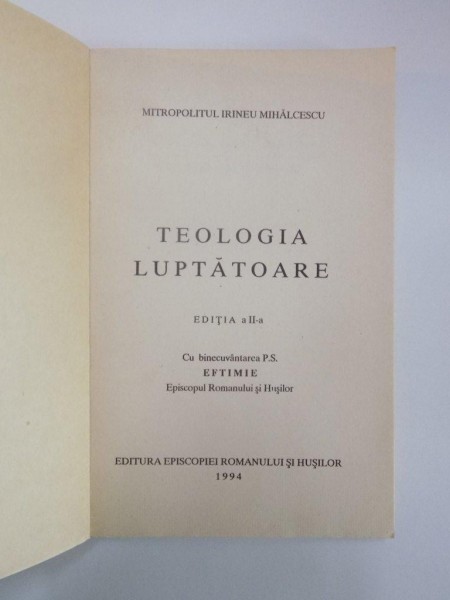 MITROPOLITUL IRINEU MIHĂLCESCU
TEOLOGIA
LUPTĂTOARE
EDIŢIA a II-a
Cu binecuvântarea P.S.
EFTIMIE
Episcopul Romanului şi Huşilor
EDITURA EPISCOPIEI ROMANULUI ŞI HUŞILOR
1994